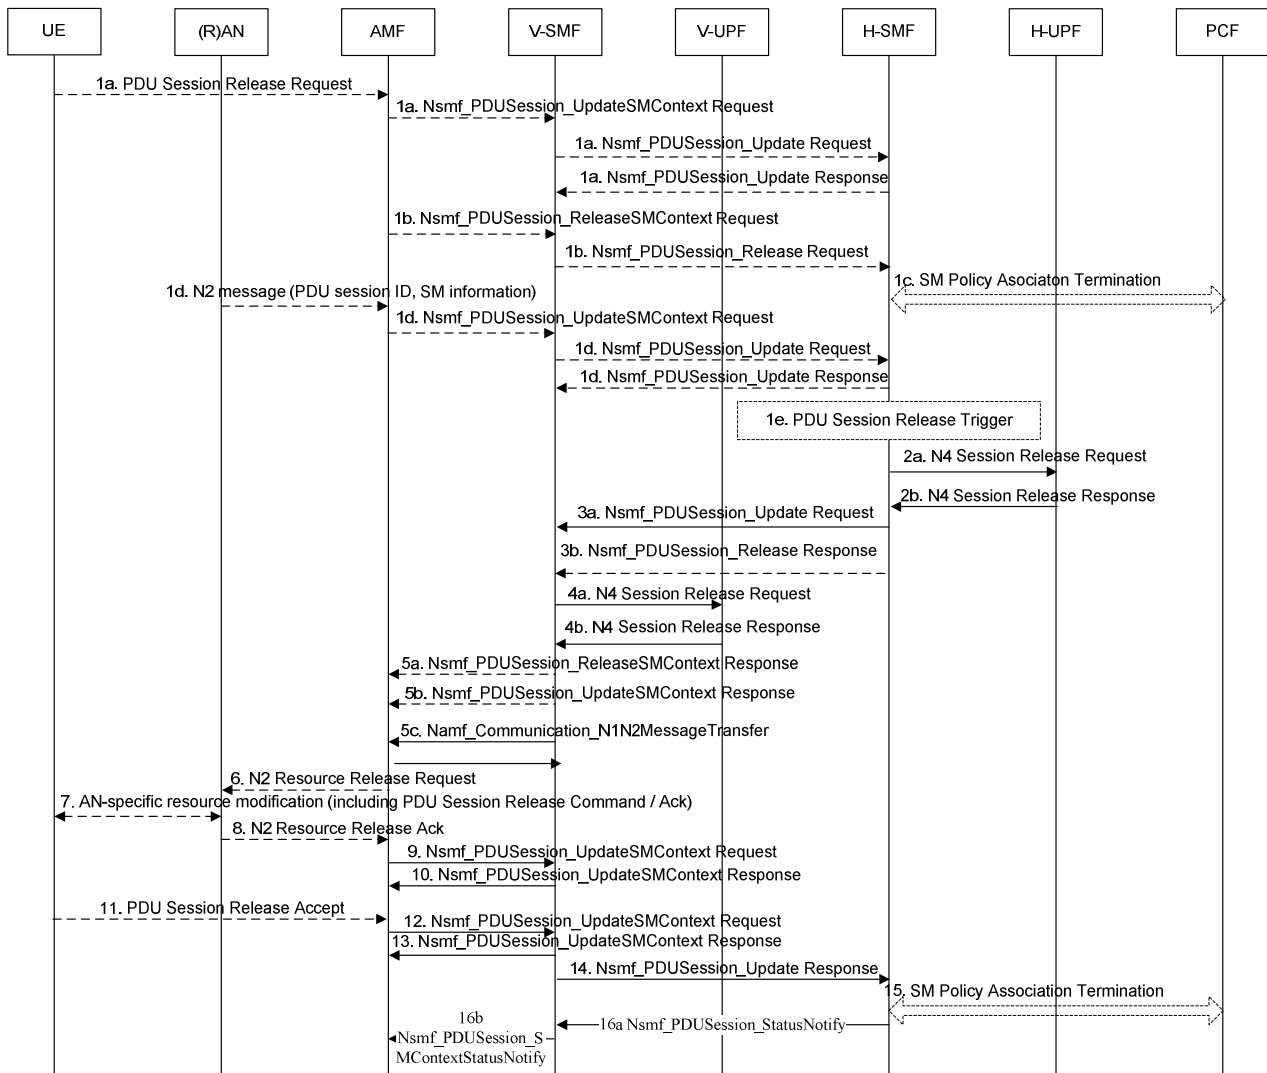 UE
(R)AN
AMF
V-SMF
V-UPF
H-SMF
H-UPF
PCF
1a. PDU Session Release Request
1a. Nsmf_PDUSession_UpdateSMContext Request
1a. Nsmf_PDUSession_Update Request
1a. Nsmf_PDUSession_Update Response
1b. Nsmf_PDUSession_ReleaseSMContext Request
1b. Nsmf_PDUSession_Release Request
1c. SM Policy Asociaton Termination
1d. N2 message (PDU session ID, SM information)
1d. Nsmf_PDUSession_UpdateSMContext Request
1d. Nsmf_PDUSession_Update Request
1d. Nsmf_PDUSession_Update Response
1e. PDU Session Release Trigger
2a. N4 Session Release Request
2b. N4 Session Release Response
3a. Nsmf_PDUSession_Update Request
3b. Nsmf_PDUSession_Release Response
4a. N4 Session Release Request
4b. N4 Session Release Response
5a. Nsmf_PDUSession_ReleaseSMContext Response
5b. Nsmf_PDUSession_UpdateSMContext Response
5c. Namf_Communication_N1N2MessageTransfer
6. N2 Resource Release Request
7. AN-specific resource modification (including PDU Session Release Command / Ack)
8. N2 Resource Release Ack
9. Nsmf_PDUSession_UpdateSMContext Request
10. Nsmf_PDUSession_UpdateSMContext Response
11. PDU Session Release Accept
12. Nsmf_PDUSession_UpdateSMContext Request
13. Nsmf_PDUSession_UpdateSMContext Response
14. Nsmf_PDUSession_Update Response
15. SM Policy Association Termination
16a Nsmf_PDUSession_StatusNotify
16b
Nsmf_PDUSession_S
MContextStatusNotify